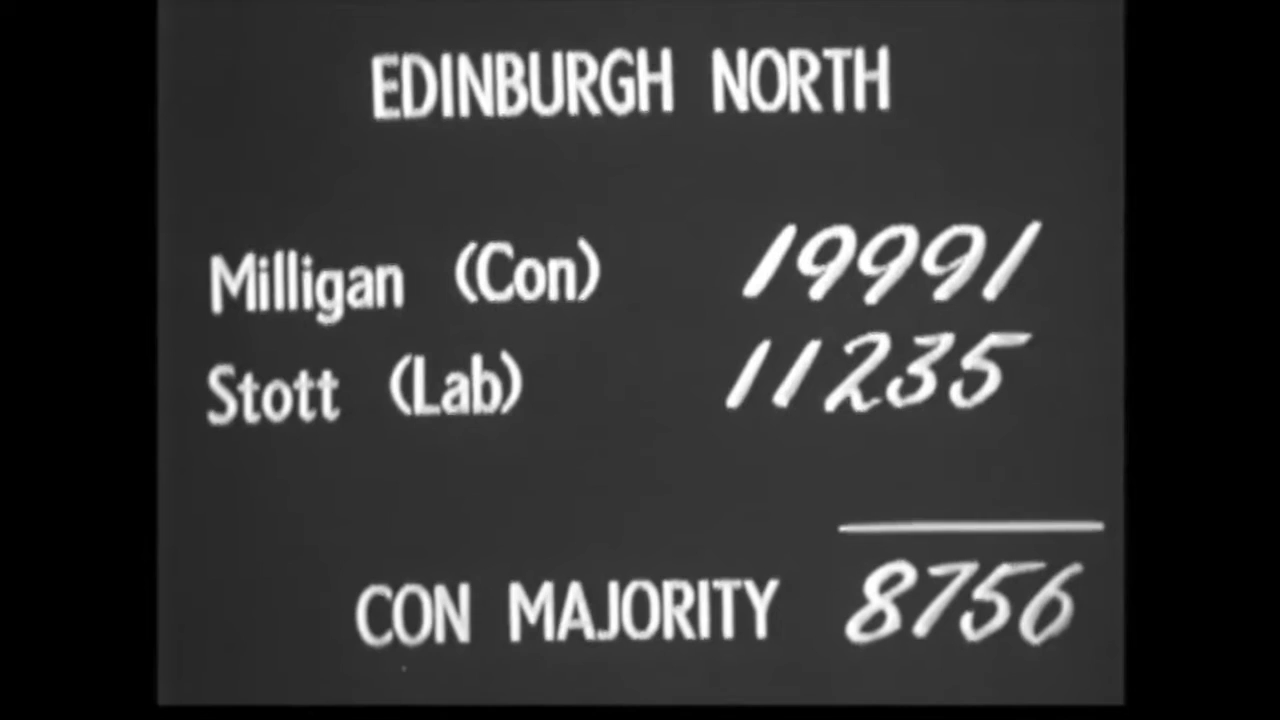 EDINBURGH NORTH
Milligan (Con) 19991
Stott (Lab) 11235
CON MAJORITY 8756